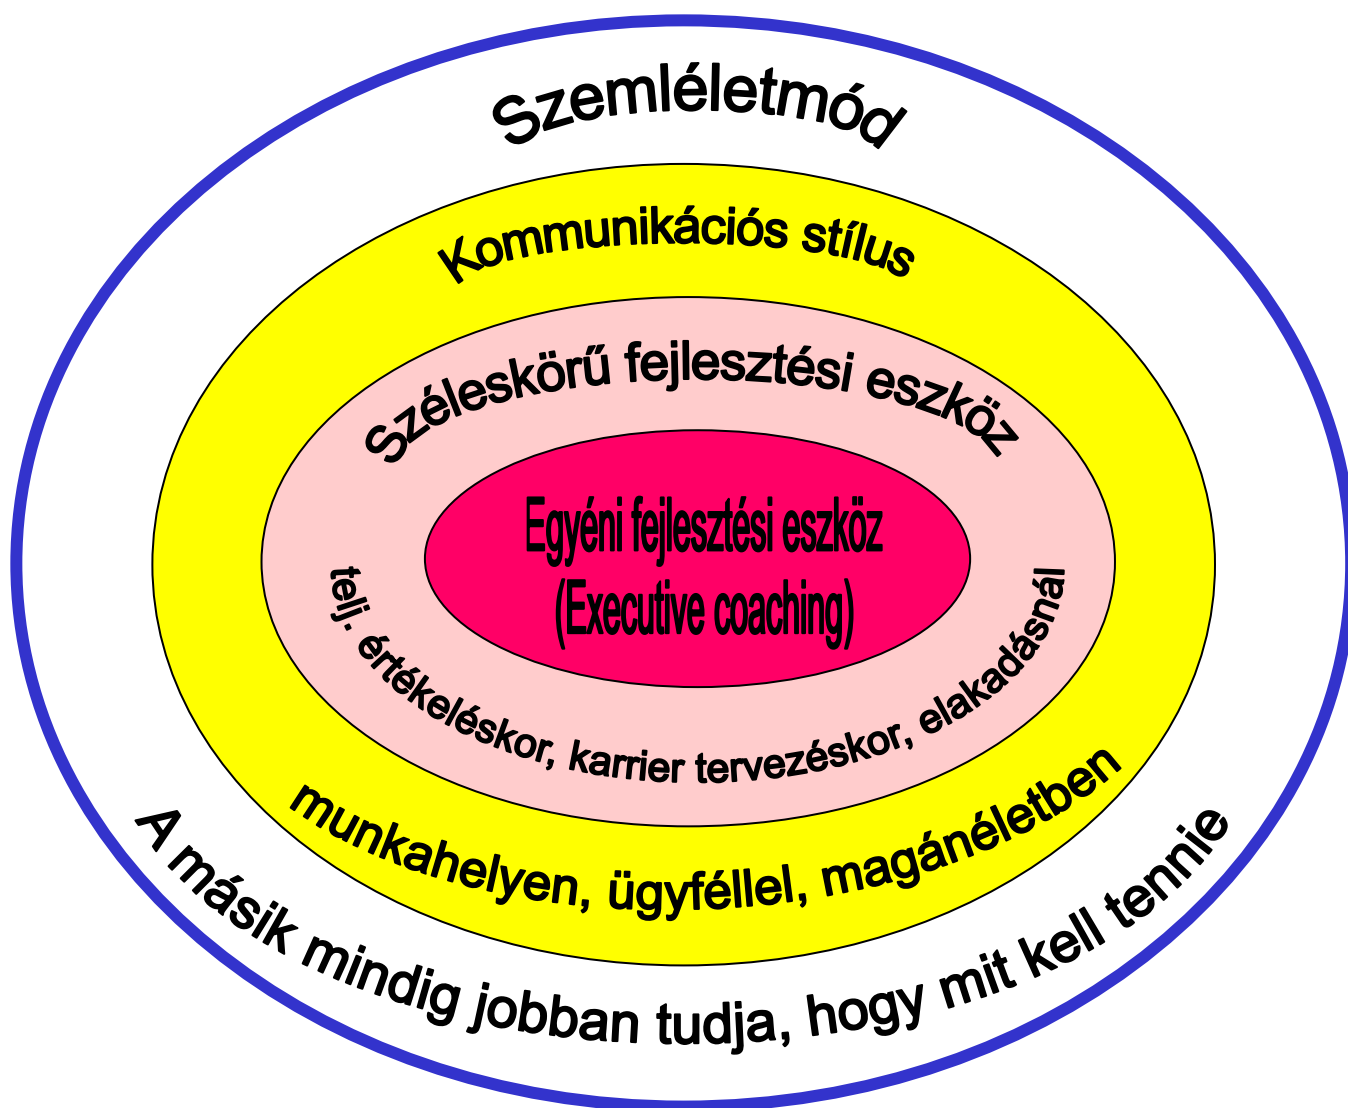 Szemléletmód
Kommunikációs stílus
Széleskörű fejlesztési eszköz
Egyéni fejlesztési eszköz
(Executive coaching)
telj. értékeléskor, karrier tervezéskor, elakadásnál
munkahelyen, ügyféllel, magánéletben
A másik mindig jobban tudja, hogy mit kell tennie